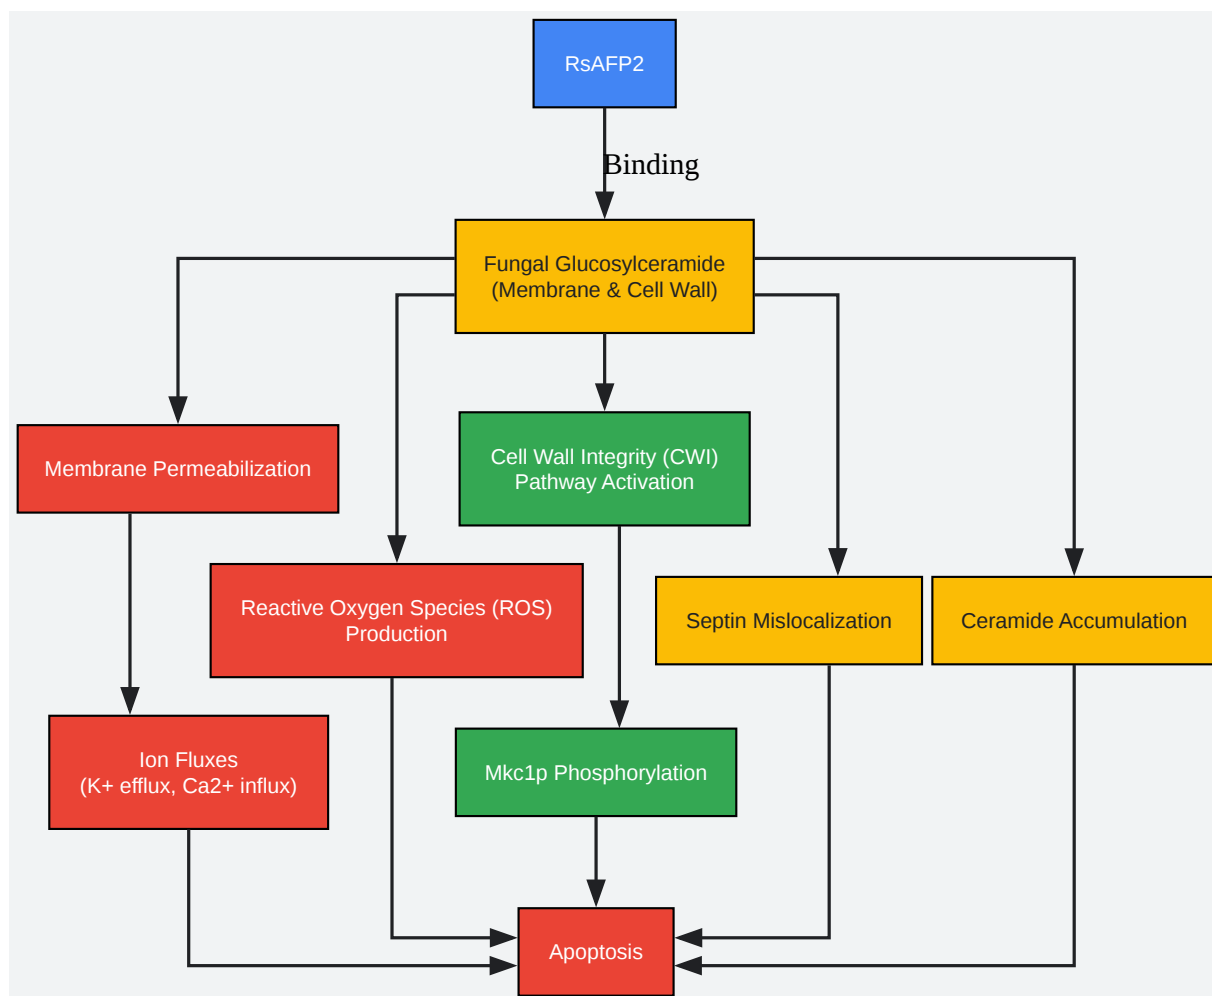 RsAFP2
Binding
Fungal Glucosylceramide
(Membrane & Cell Wall)
Membrane Permeabilization
Cell Wall Integrity (CWI)
Pathway Activation
Reactive Oxygen Species (ROS)
Production
Septin Mislocalization
Ceramide Accumulation
Ion Fluxes
(K+ efflux, Ca2+ influx)
Mkc1p Phosphorylation
Apoptosis